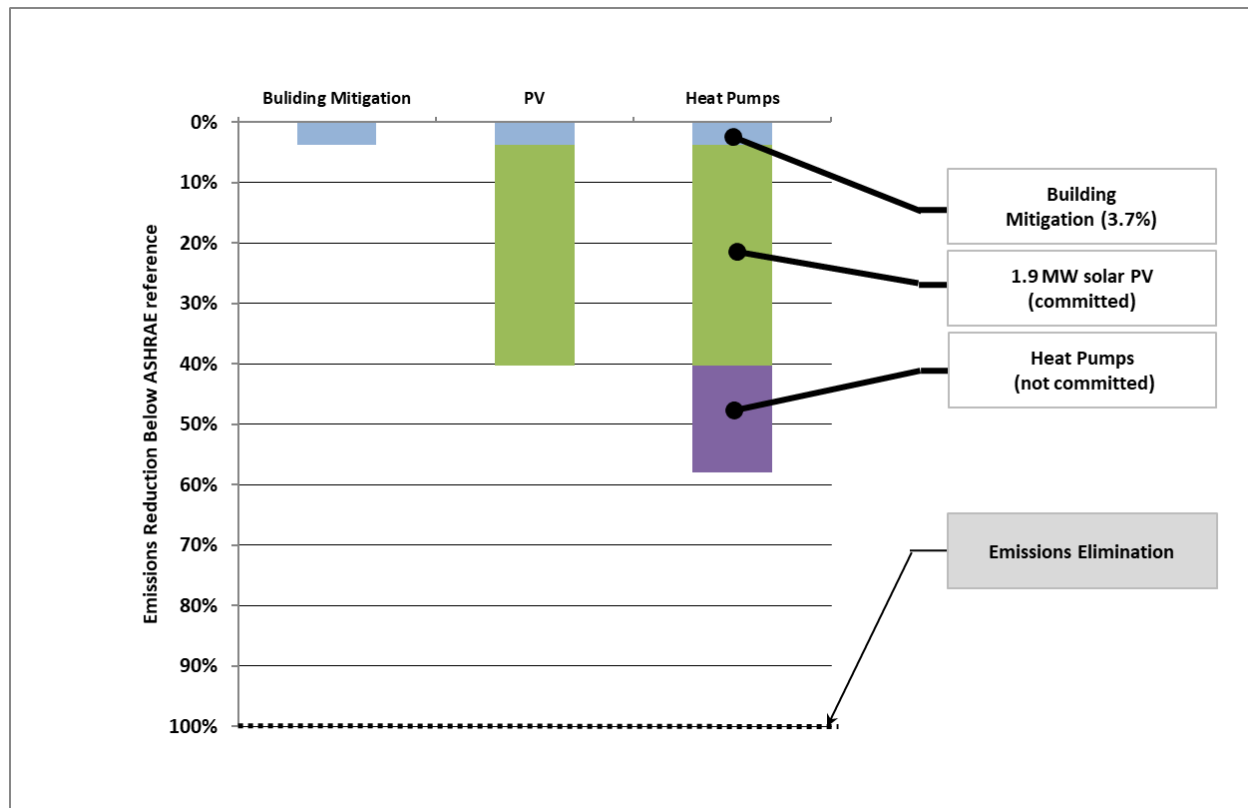 Buliding Mitigation
PV
Heat Pumps
Emissions Reduction Below ASHRAE reference
0%
10%
20%
30%
40%
50%
60%
70%
80%
90%
100%
Building
Mitigation (3.7%)
1.9 MW solar PV
(committed)
Heat Pumps
(not committed)
Emissions Elimination